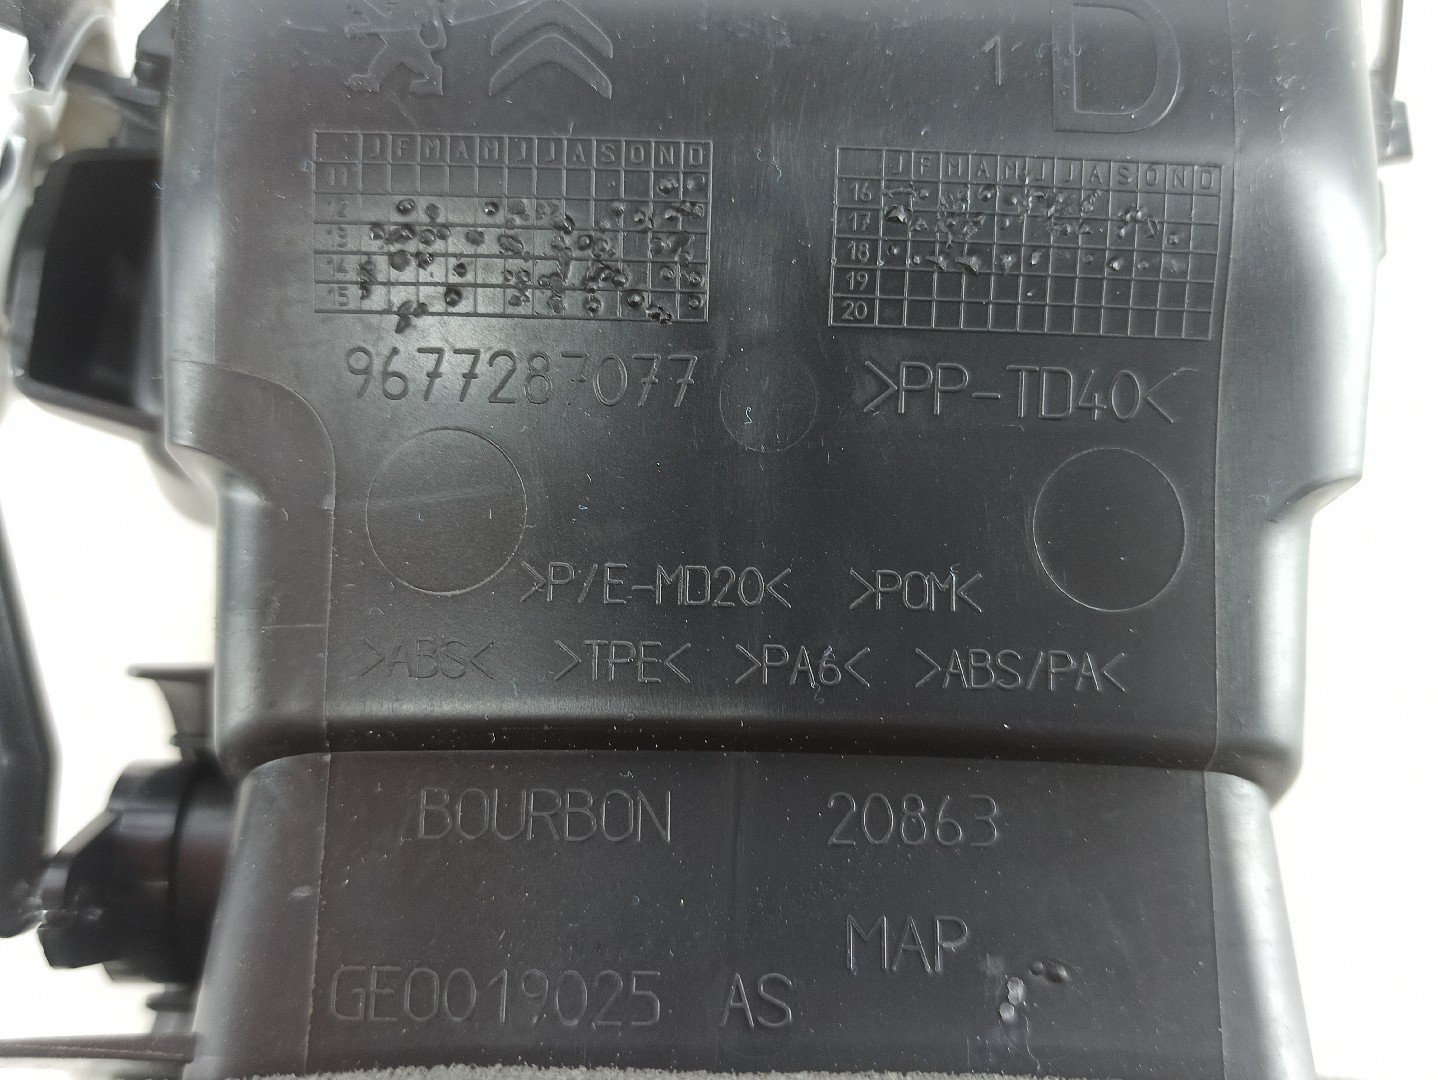 1 D
J F M A M J J A S O N D
11
12
13
14
15
J F M A M J J A S O N D
16
17
18
19
20
9677287077 >PP-TD40<
>P/E-MD20< >POM<
>ABS< >TPE< >PA6< >ABS/PA<
BOURBON 20863
MAP
GE0019025 AS